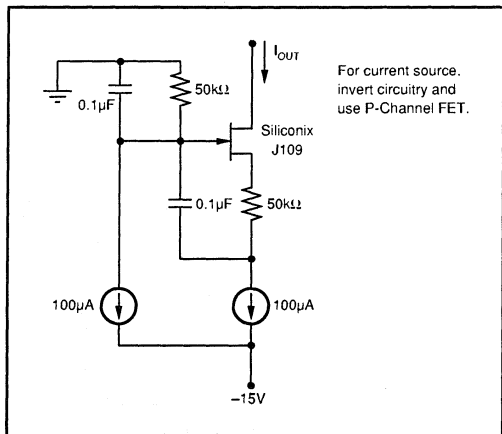 I_OUT
50kΩ
0.1µF
For current source,
invert circuitry and
use P-Channel FET.
Siliconix
J109
0.1µF
50kΩ
100µA
100µA
–15V